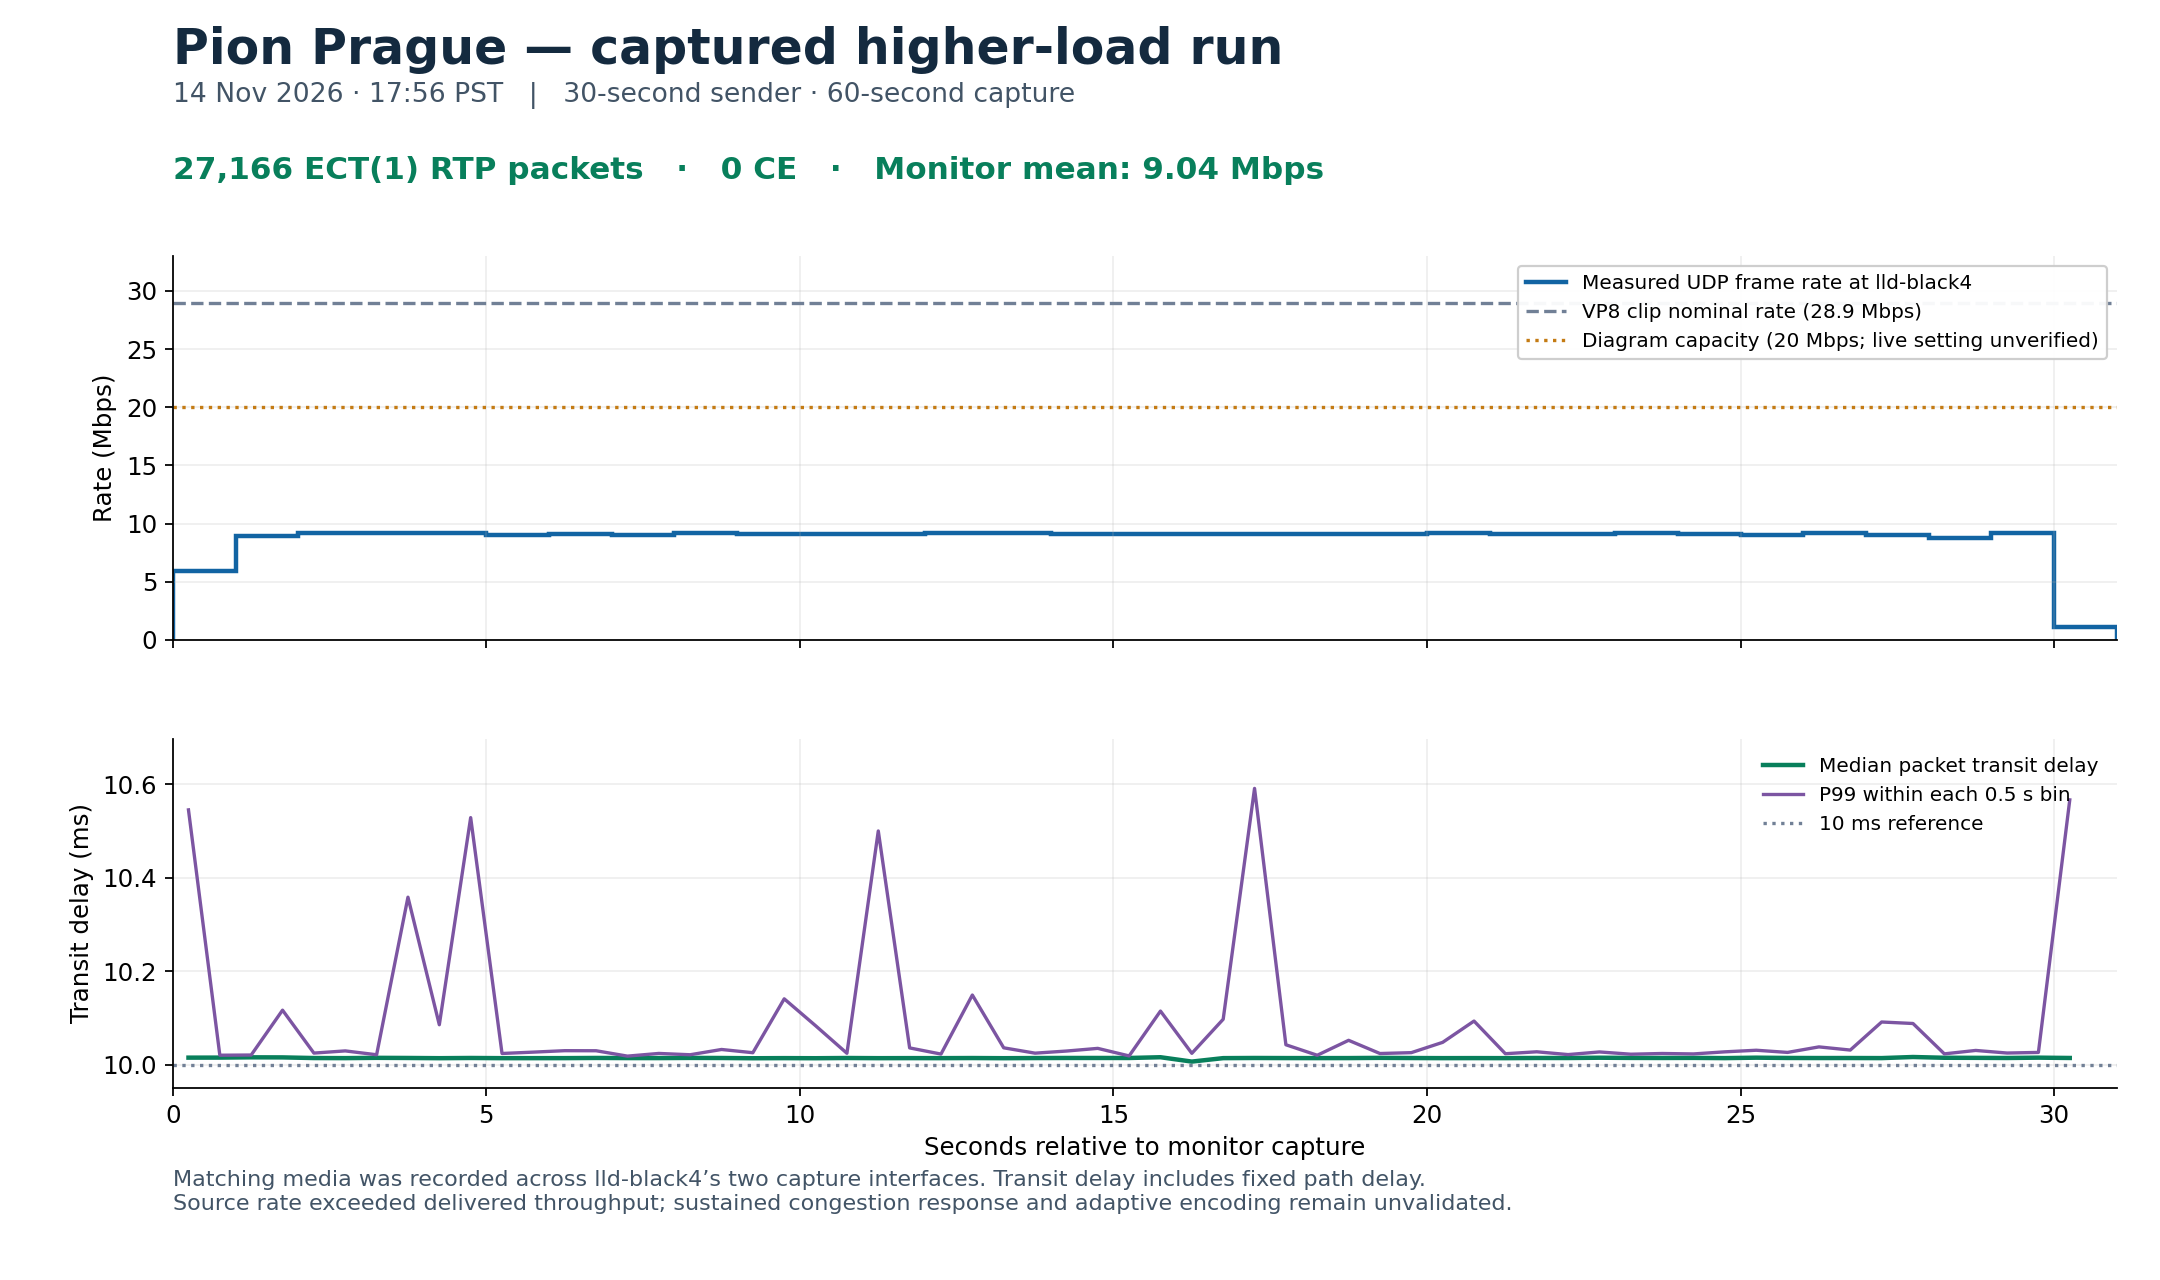 Pion Prague — captured higher-load run
14 Nov 2026 · 17:56 PST | 30-second sender · 60-second capture
27,166 ECT(1) RTP packets · 0 CE · Monitor mean: 9.04 Mbps
Rate (Mbps)
30
25
20
15
10
5
0
Measured UDP frame rate at lld-black4
VP8 clip nominal rate (28.9 Mbps)
Diagram capacity (20 Mbps; live setting unverified)
Transit delay (ms)
10.6
10.4
10.2
10.0
Median packet transit delay
P99 within each 0.5 s bin
10 ms reference
0 5 10 15 20 25 30
Seconds relative to monitor capture
Matching media was recorded across lld-black4’s two capture interfaces. Transit delay includes fixed path delay.
Source rate exceeded delivered throughput; sustained congestion response and adaptive encoding remain unvalidated.